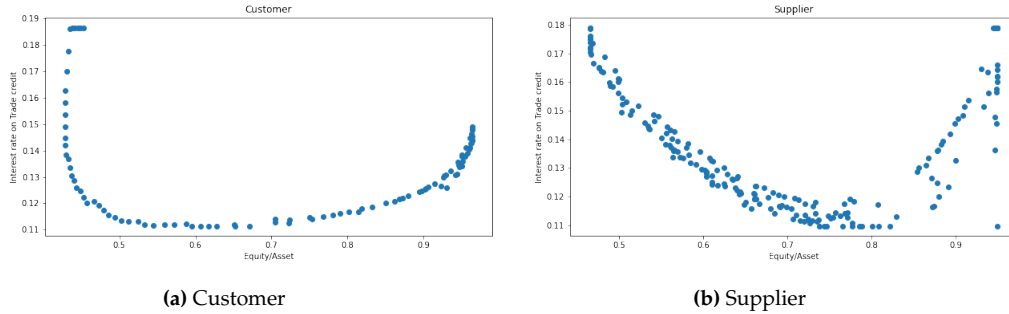 Customer
0.19
0.18
0.17
0.16
0.15
0.14
0.13
0.12
0.11
Interest rate on Trade credit
0.5 0.6 0.7 0.8 0.9
Equity/Asset
(a) Customer
Supplier
0.18
0.17
0.16
0.15
0.14
0.13
0.12
0.11
Interest rate on Trade credit
0.5 0.6 0.7 0.8 0.9
Equity/Asset
(b) Supplier